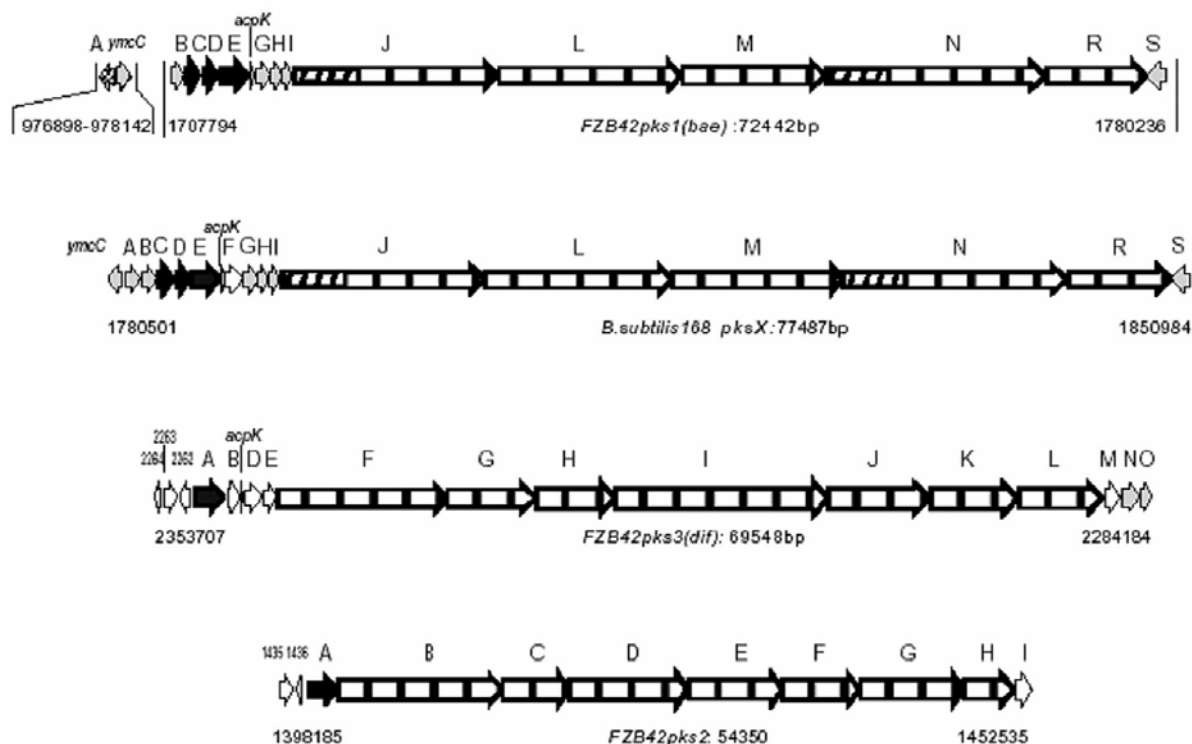 acpK
A ymcC B C D E G H I J L M N R S
976898-978142 1707794 FZB42pks1(bae) :72442bp 1780236
acpK
ymcC A B C D E F G H I J L M N R S
1780501 B.subtilis168 pksX:77487bp 1850984
2263 acpK
2264 2262 A B D E F G H I J K L M N O
2353707 FZB42pks3(dif): 69548bp 2284184
1435 1436 A B C D E F G H I
1398185 FZB42pks2: 54350 1452535